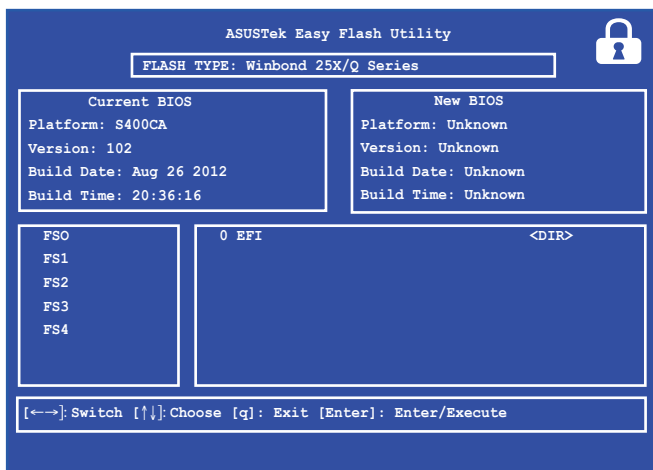 ASUSTek Easy Flash Utility
FLASH TYPE: Winbond 25X/Q Series
Current BIOS
Platform: S400CA
Version: 102
Build Date: Aug 26 2012
Build Time: 20:36:16
New BIOS
Platform: Unknown
Version: Unknown
Build Date: Unknown
Build Time: Unknown
FSO
FS1
FS2
FS3
FS4
0 EFI <DIR>
[←→]: Switch [↑↓]: Choose [q]: Exit [Enter]: Enter/Execute